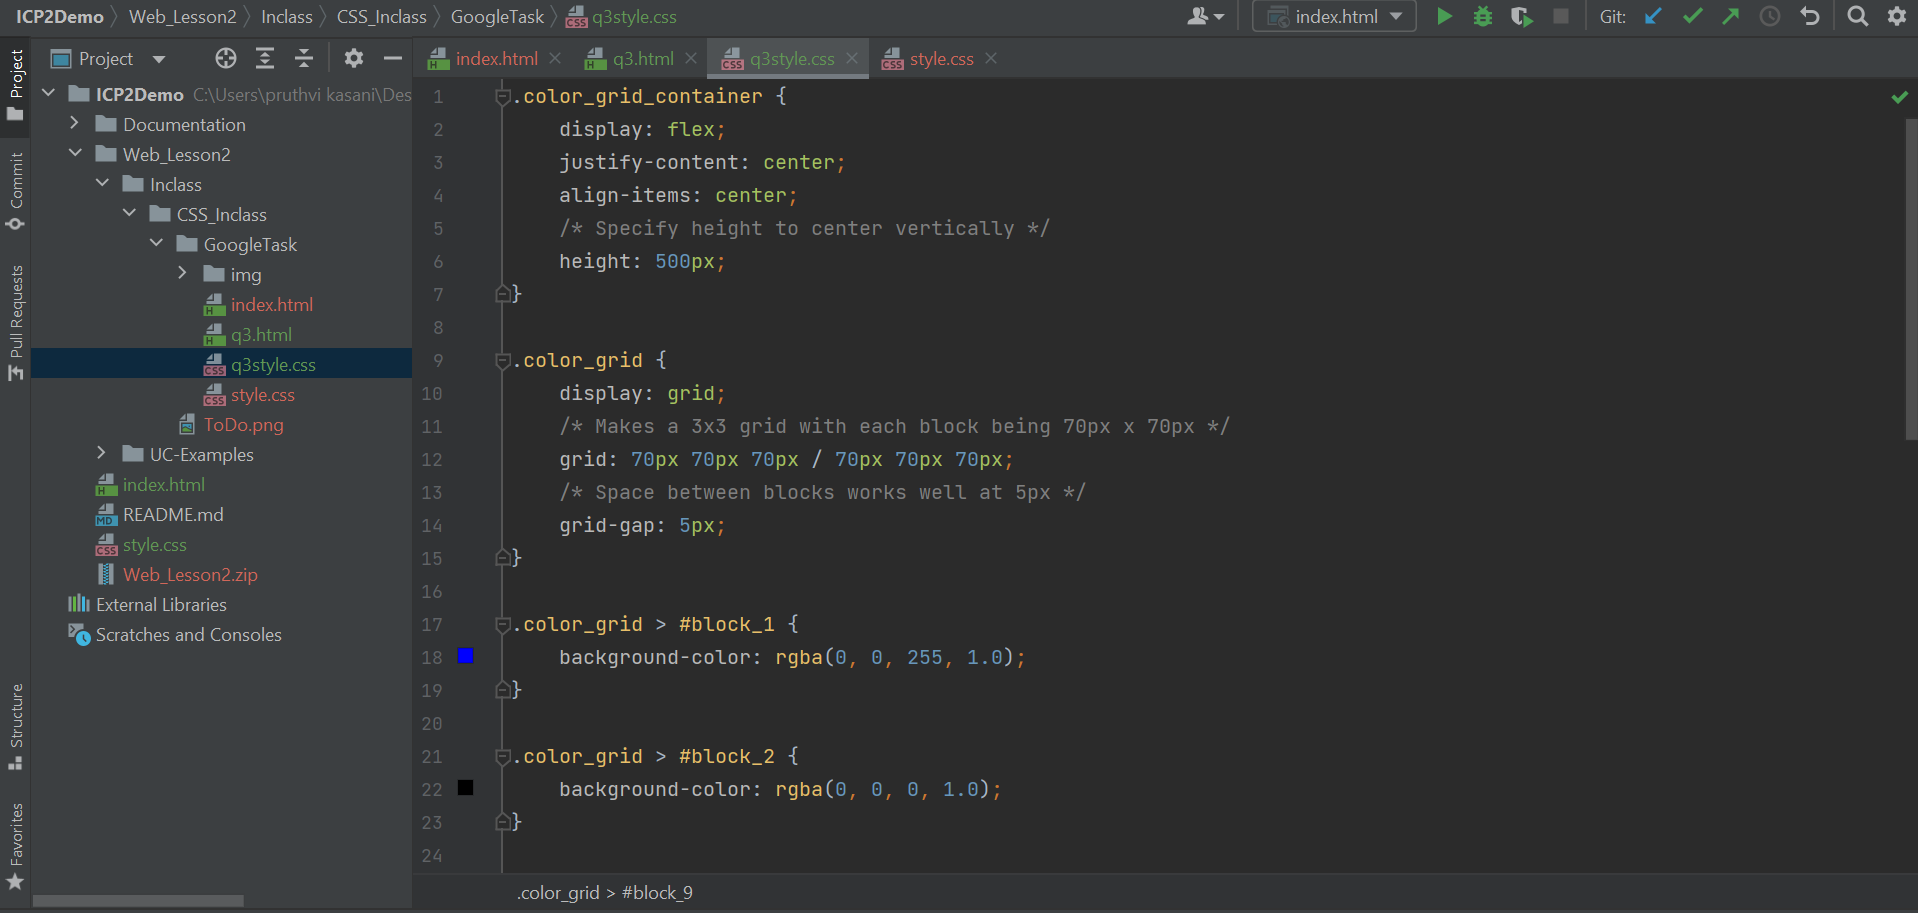 ICP2Demo Web_Lesson2 Inclass CSS_Inclass GoogleTask q3style.css
index.html
Git:
Project
index.html
q3.html
q3style.css
style.css
Project
Commit
Pull Requests
Structure
Favorites
ICP2Demo C:\Users\pruthvi kasani\Des
Documentation
Web_Lesson2
Inclass
CSS_Inclass
GoogleTask
img
index.html
q3.html
q3style.css
style.css
ToDo.png
UC-Examples
index.html
README.md
style.css
Web_Lesson2.zip
External Libraries
Scratches and Consoles
1 .color_grid_container {
2 display: flex;
3 justify-content: center;
4 align-items: center;
5 /* Specify height to center vertically */
6 height: 500px;
7 }
8
9 .color_grid {
10 display: grid;
11 /* Makes a 3x3 grid with each block being 70px x 70px */
12 grid: 70px 70px 70px / 70px 70px 70px;
13 /* Space between blocks works well at 5px */
14 grid-gap: 5px;
15 }
16
17 .color_grid > #block_1 {
18 background-color: rgba(0, 0, 255, 1.0);
19 }
20
21 .color_grid > #block_2 {
22 background-color: rgba(0, 0, 0, 1.0);
23 }
24
.color_grid > #block_9